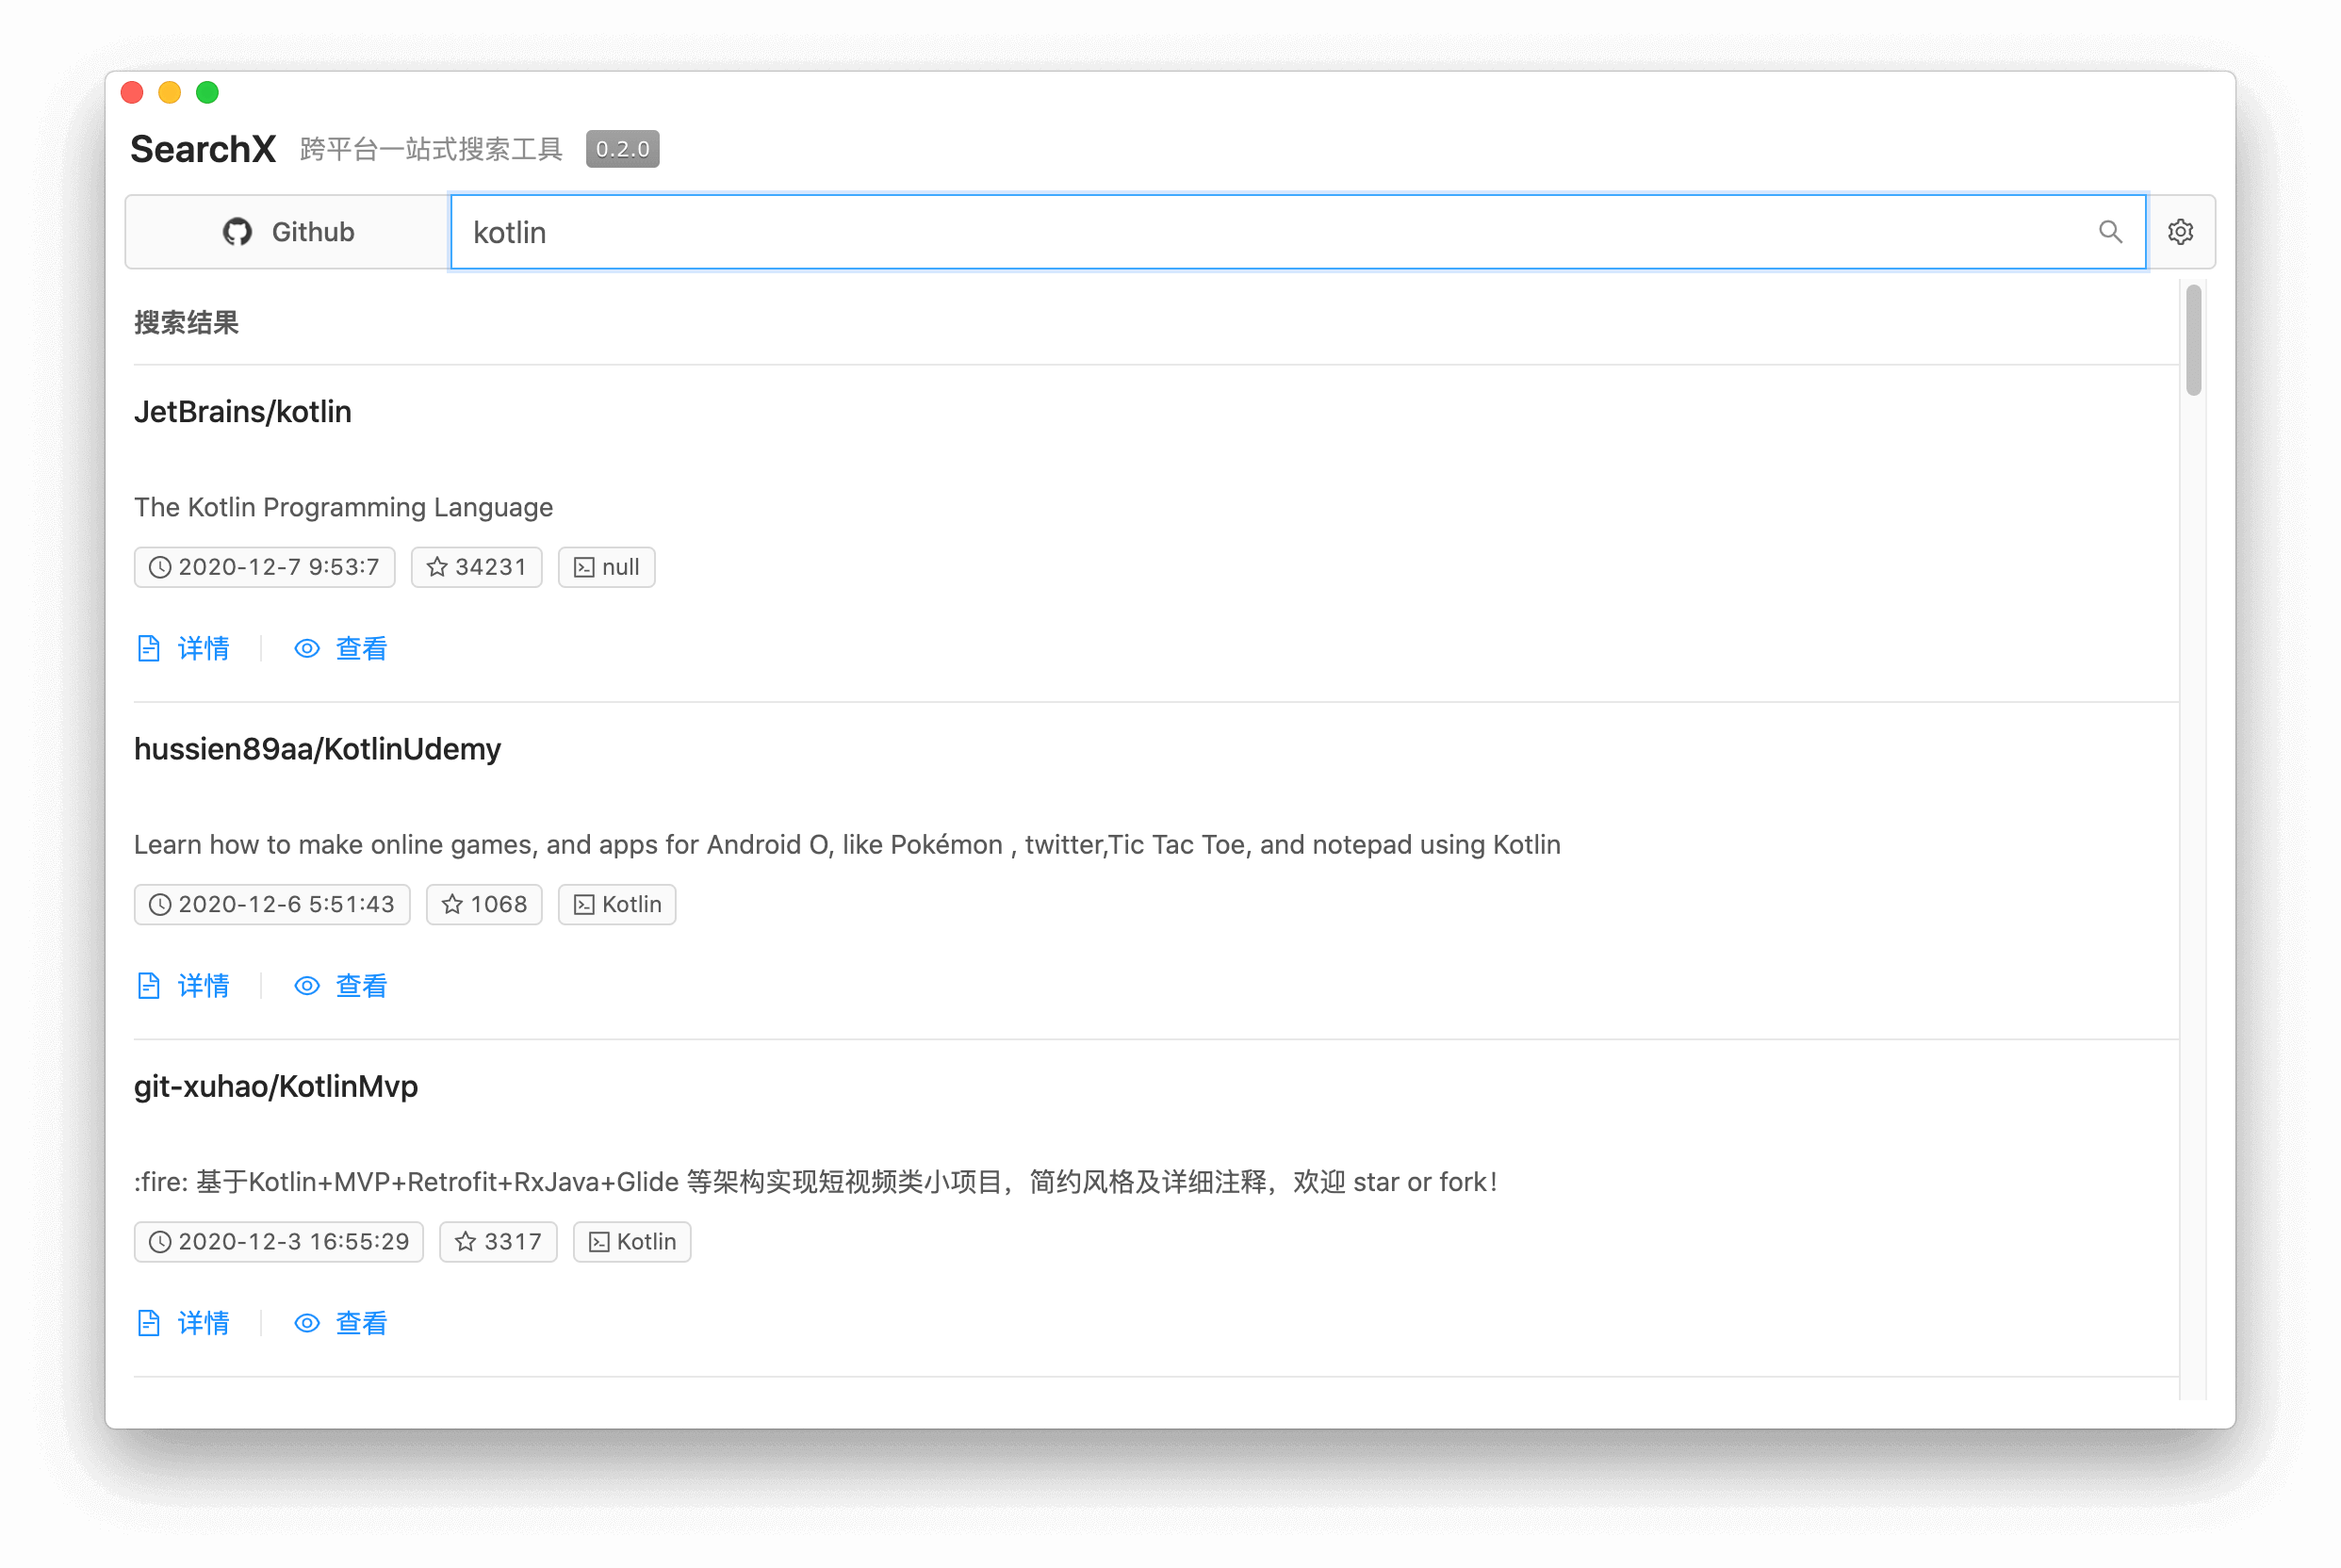 SearchX 跨平台一站式搜索工具 0.2.0
Github kotlin
搜索结果
JetBrains/kotlin
The Kotlin Programming Language
2020-12-7 9:53:7 34231 null
详情 查看
hussien89aa/KotlinUdemy
Learn how to make online games, and apps for Android O, like Pokémon , twitter,Tic Tac Toe, and notepad using Kotlin
2020-12-6 5:51:43 1068 Kotlin
详情 查看
git-xuhao/KotlinMvp
:fire: 基于Kotlin+MVP+Retrofit+RxJava+Glide 等架构实现短视频类小项目，简约风格及详细注释，欢迎 star or fork！
2020-12-3 16:55:29 3317 Kotlin
详情 查看